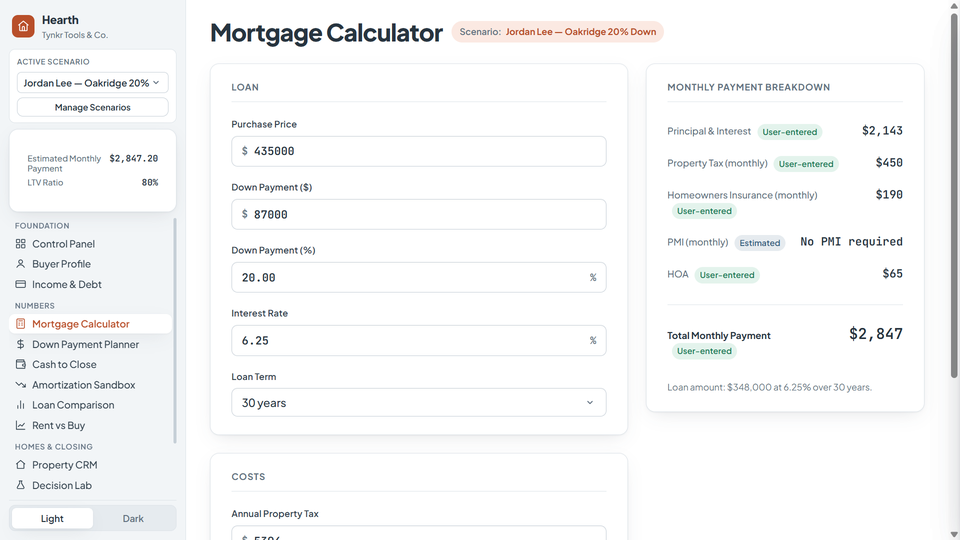 Hearth
Tynkr Tools & Co.
ACTIVE SCENARIO
Jordan Lee — Oakridge 20%
Manage Scenarios
Estimated Monthly Payment $2,847.20
LTV Ratio 80%
FOUNDATION
Control Panel
Buyer Profile
Income & Debt
NUMBERS
Mortgage Calculator
Down Payment Planner
Cash to Close
Amortization Sandbox
Loan Comparison
Rent vs Buy
HOMES & CLOSING
Property CRM
Decision Lab
Light Dark
Mortgage Calculator
Scenario: Jordan Lee — Oakridge 20% Down
LOAN
Purchase Price
$ 435000
Down Payment ($)
$ 87000
Down Payment (%)
20.00 %
Interest Rate
6.25 %
Loan Term
30 years
COSTS
Annual Property Tax
MONTHLY PAYMENT BREAKDOWN
Principal & Interest User-entered $2,143
Property Tax (monthly) User-entered $450
Homeowners Insurance (monthly) $190
User-entered
PMI (monthly) Estimated No PMI required
HOA User-entered $65
Total Monthly Payment $2,847
User-entered
Loan amount: $348,000 at 6.25% over 30 years.